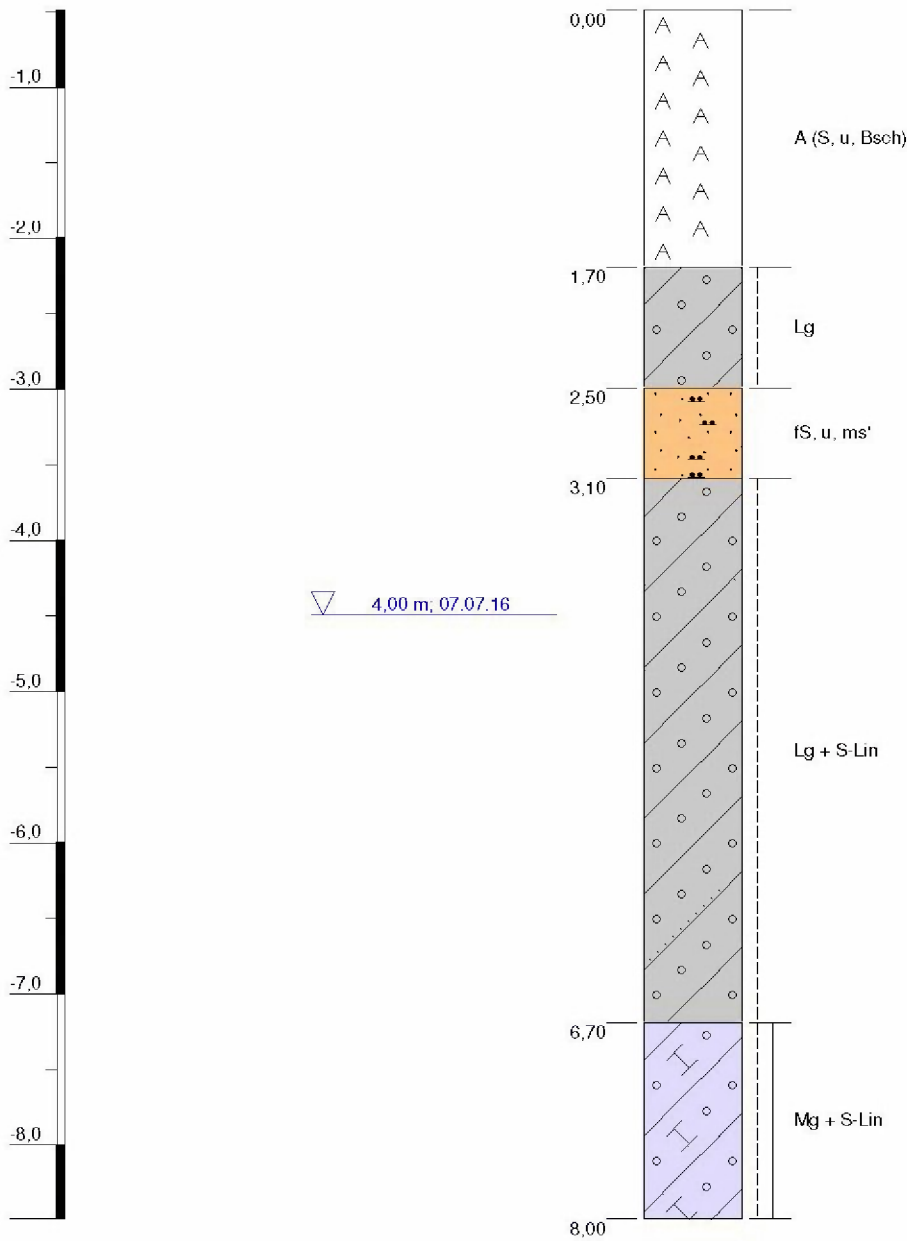 0,00
-1,0
A (S, u, Bsch)
-2,0
1,70
Lg
-3,0
2,50
fS, u, ms'
3,10
-4,0
4,00 m; 07.07.16
-5,0
Lg + S-Lin
-6,0
-7,0
6,70
Mg + S-Lin
-8,0
8,00